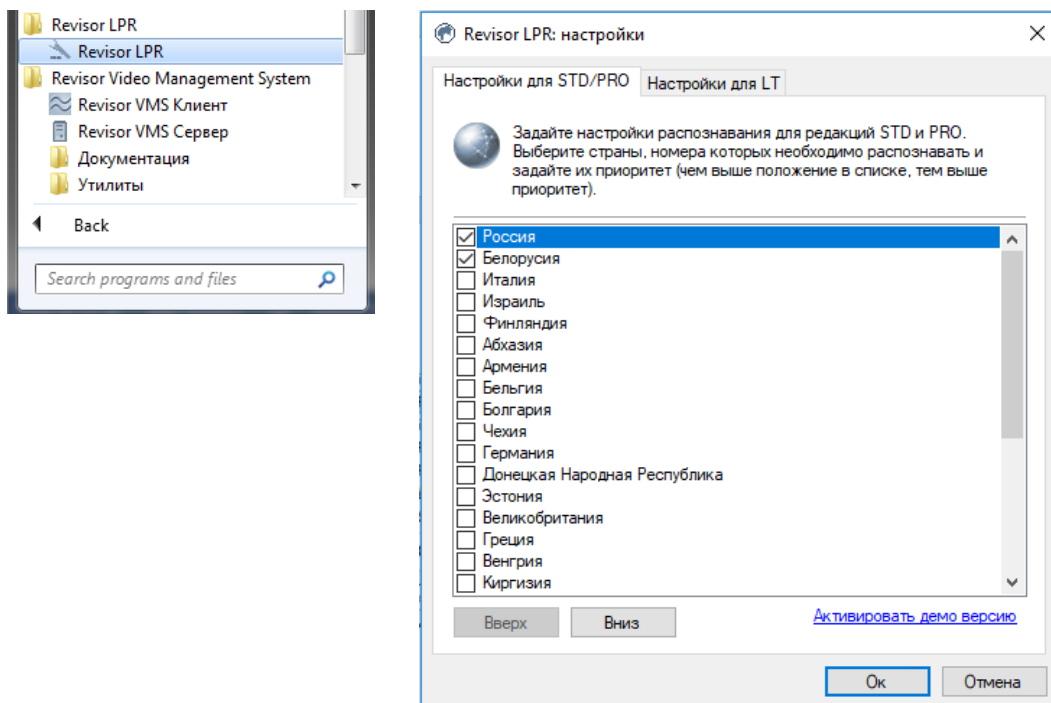 Revisor LPR
Revisor LPR
Revisor Video Management System
Revisor VMS Клиент
Revisor VMS Сервер
Документация
Утилиты
Back
Search programs and files
Revisor LPR: настройки
Настройки для STD/PRO
Настройки для LT
Задайте настройки распознавания для редакций STD и PRO.
Выберите страны, номера которых необходимо распознавать и
задайте их приоритет (чем выше положение в списке, тем выше
приоритет).
Россия
Белорусия
Италия
Израиль
Финляндия
Абхазия
Армения
Бельгия
Болгария
Чехия
Германия
Донецкая Народная Республика
Эстония
Великобритания
Греция
Венгрия
Киргизия
Вверх
Вниз
Активировать демо версию
Ок
Отмена